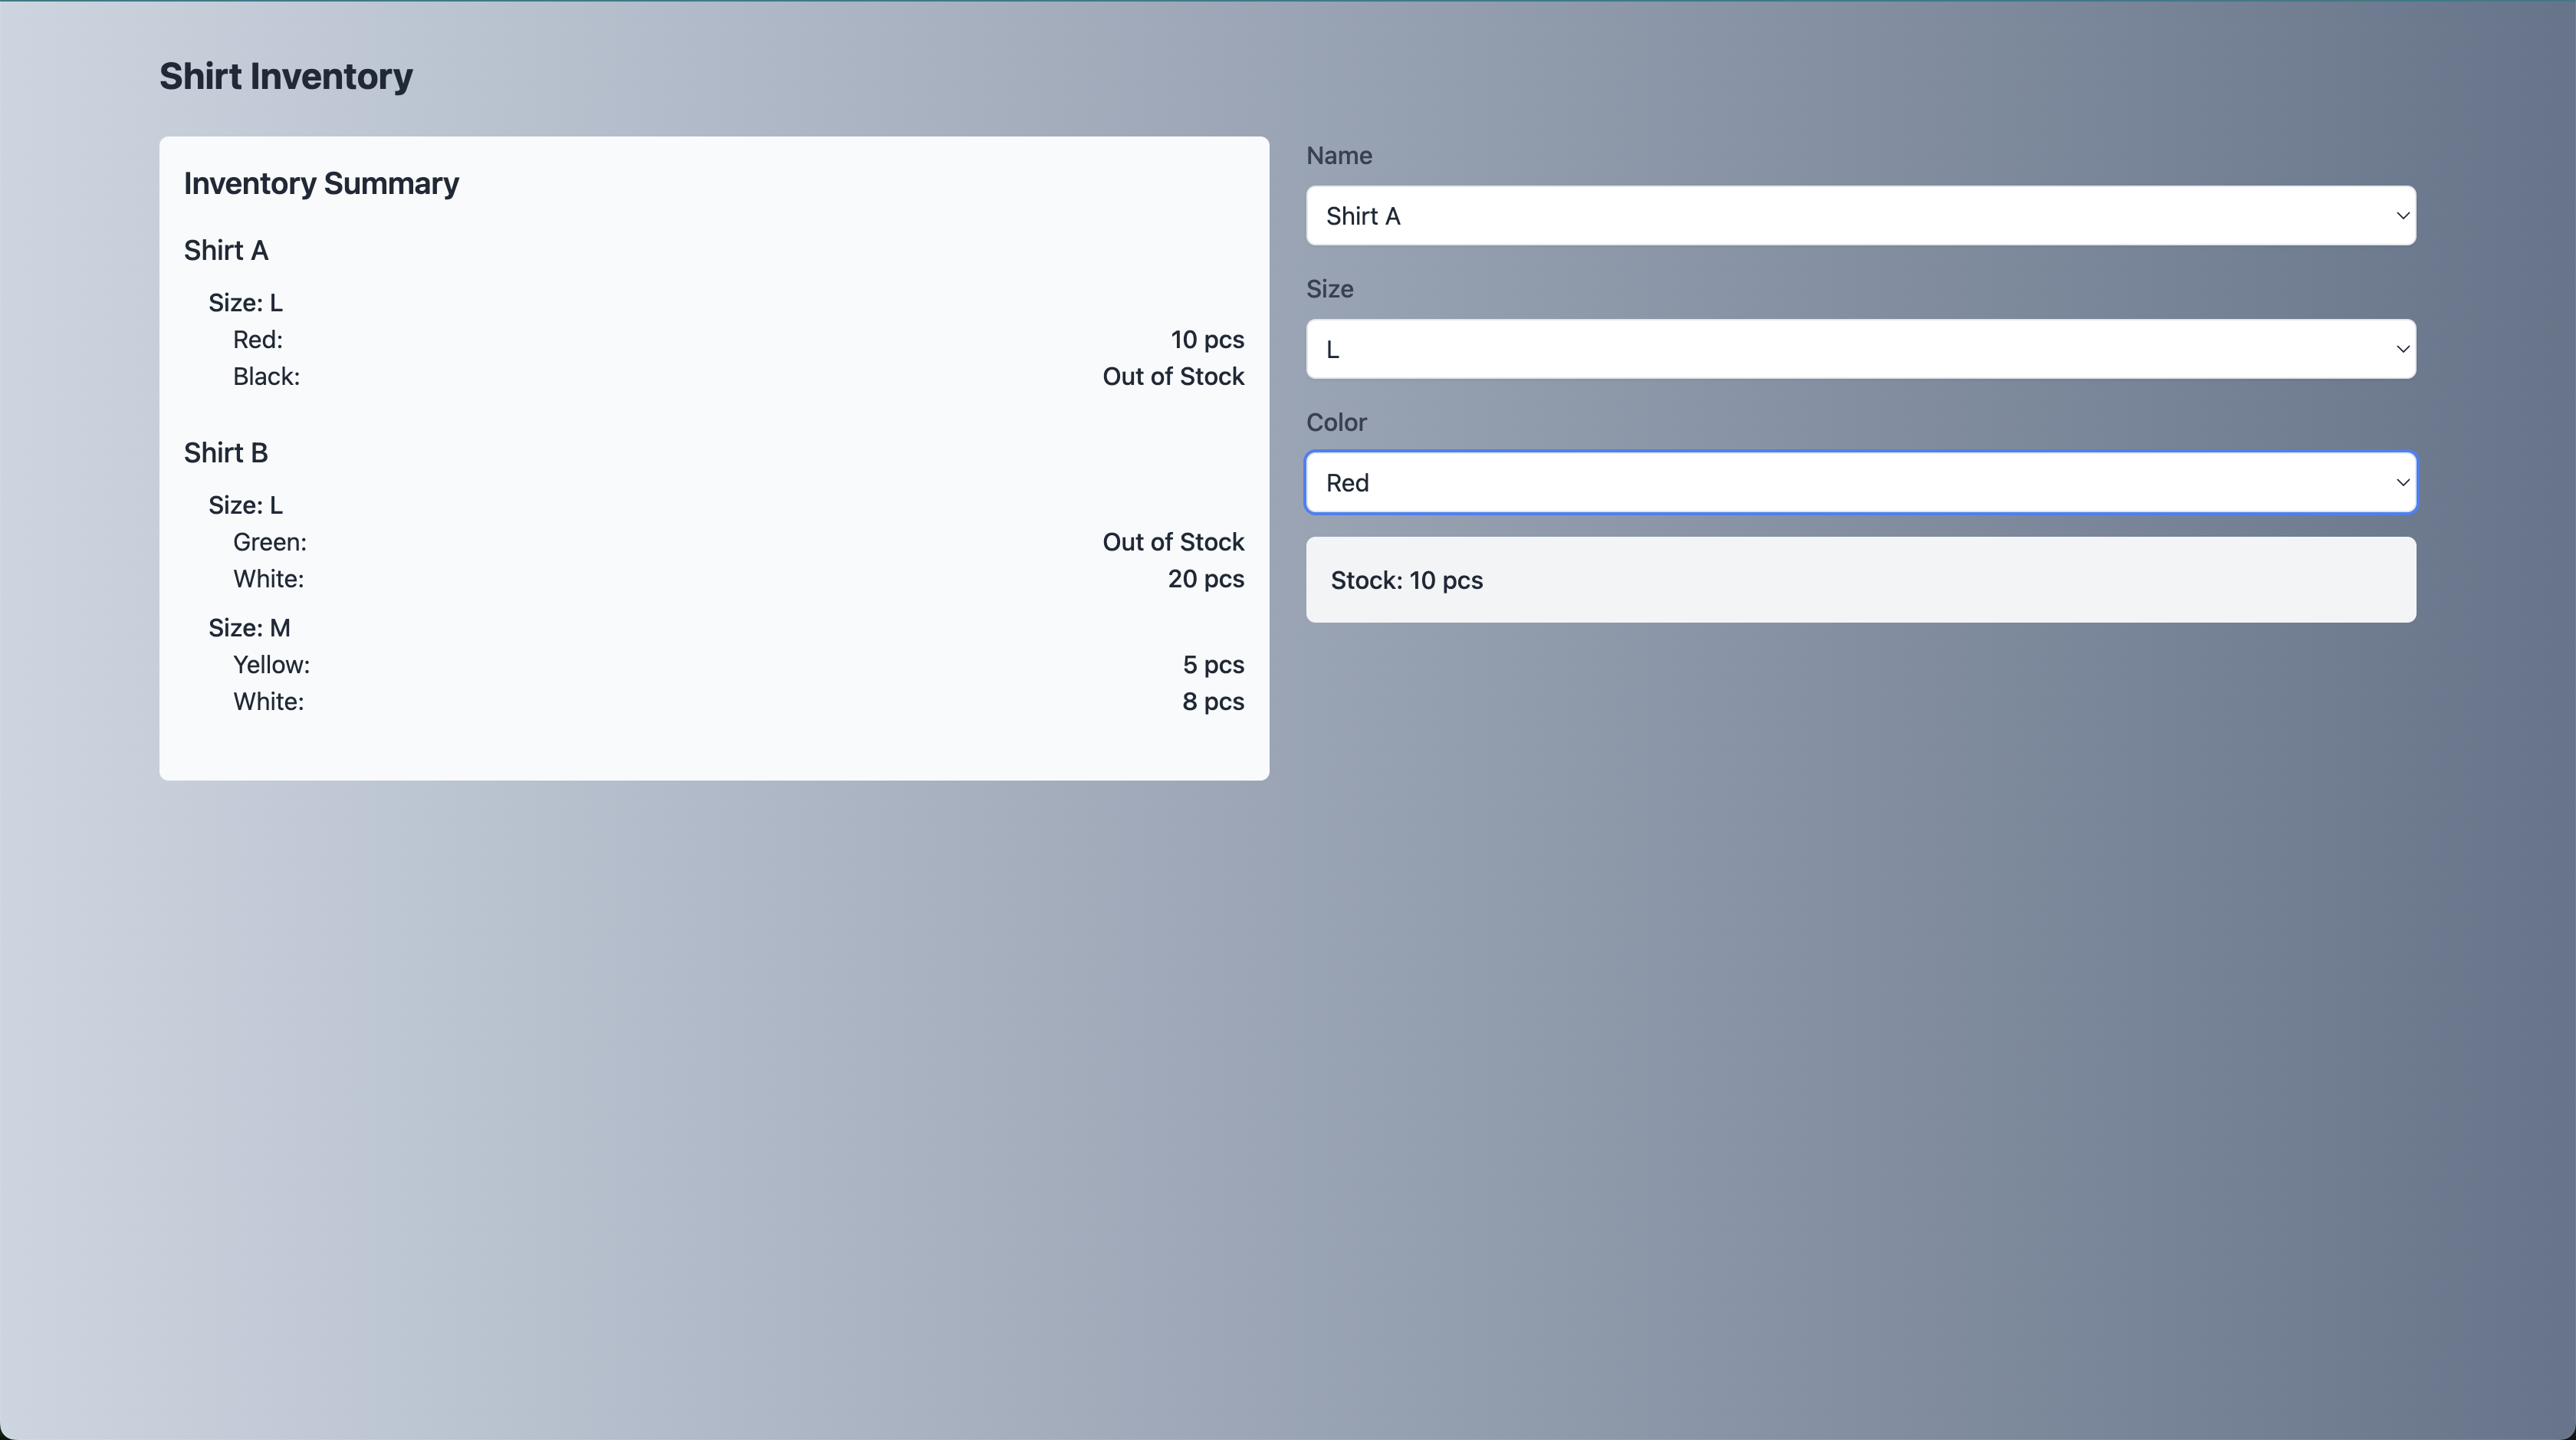 Shirt Inventory
Inventory Summary
Shirt A
Size: L
Red: 10 pcs
Black: Out of Stock
Shirt B
Size: L
Green: Out of Stock
White: 20 pcs
Size: M
Yellow: 5 pcs
White: 8 pcs
Name
Shirt A
Size
L
Color
Red
Stock: 10 pcs